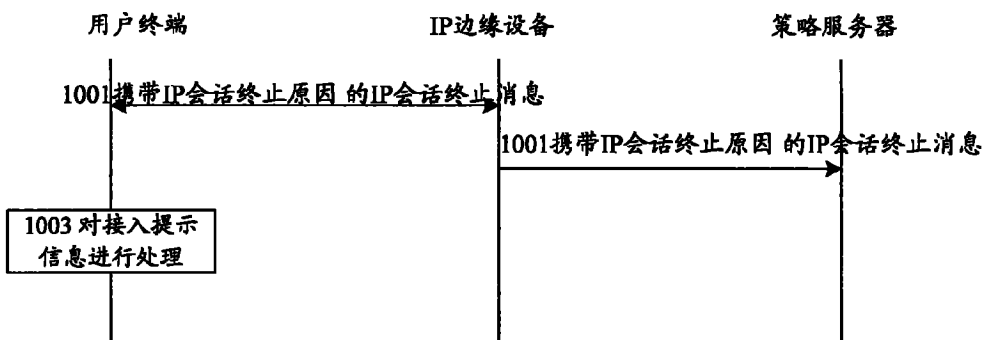 用户终端
IP边缘设备
策略服务器
1001携带IP会话终止原因 的IP会话终止消息
1001携带IP会话终止原因 的IP会话终止消息
1003 对接入提示
信息进行处理